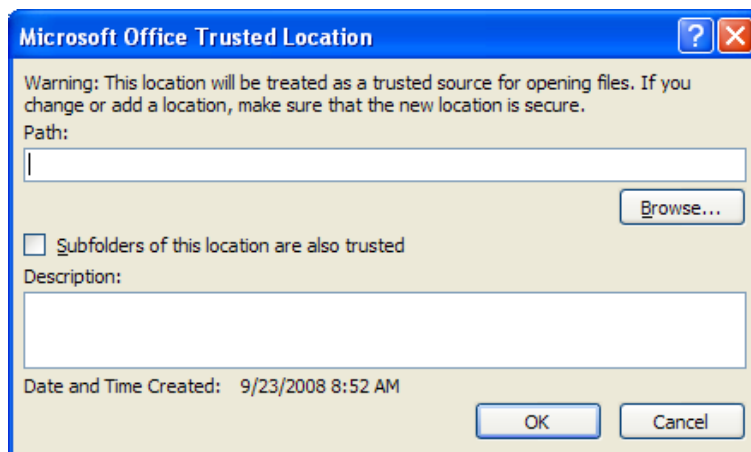 Microsoft Office Trusted Location
?
Warning: This location will be treated as a trusted source for opening files. If you
change or add a location, make sure that the new location is secure.
Path:
Browse...
Subfolders of this location are also trusted
Description:
Date and Time Created: 9/23/2008 8:52 AM
OK Cancel